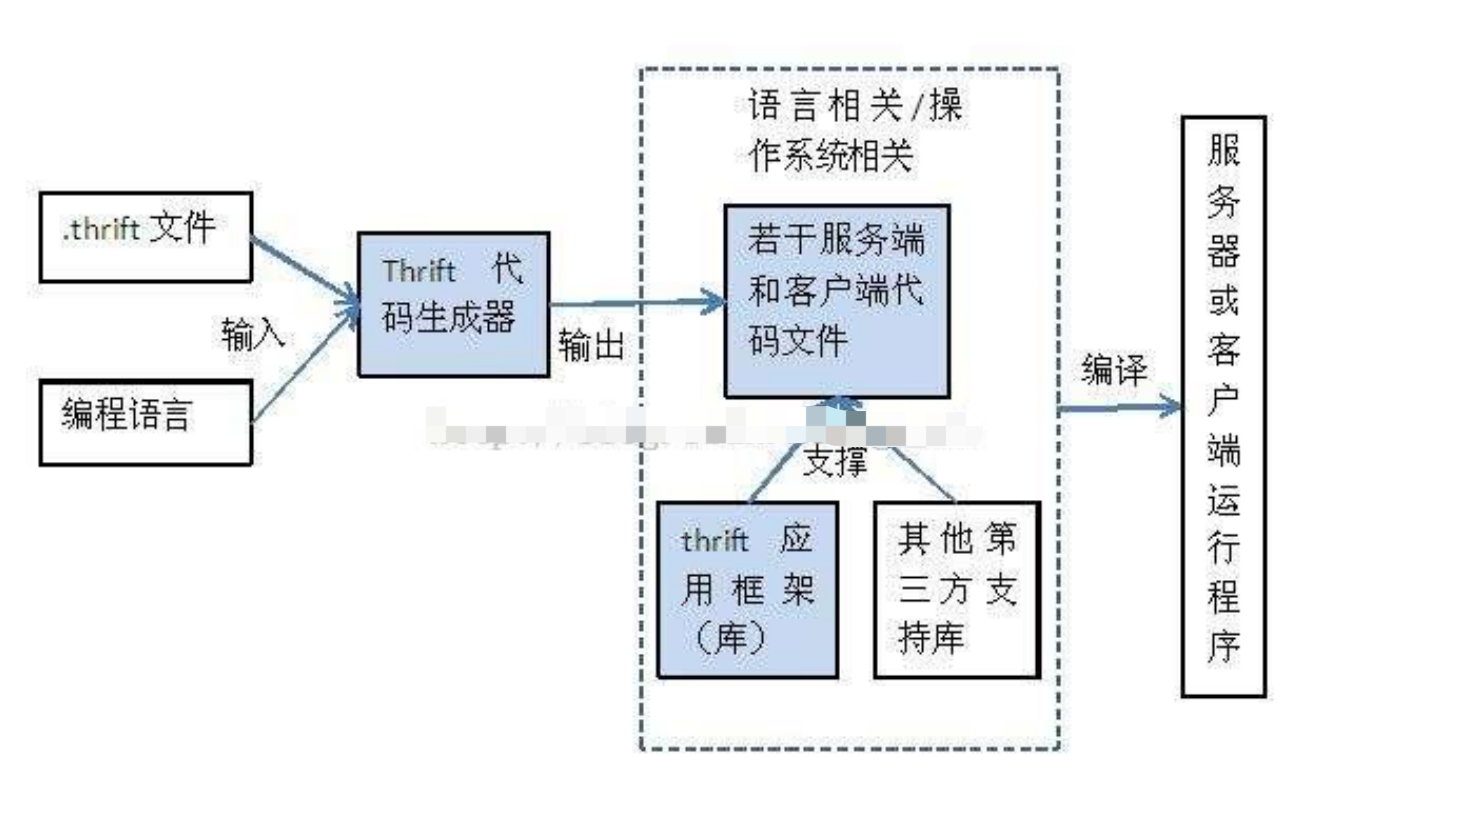 语言相关/操
作系统相关
.thrift 文件
编程语言
输入
Thrift 代
码生成器
输出
若干服务端
和客户端代
码文件
支撑
thrift 应
用框架
（库）
其他第
三方支
持库
编译
服
务
器
或
客
户
端
运
行
程
序